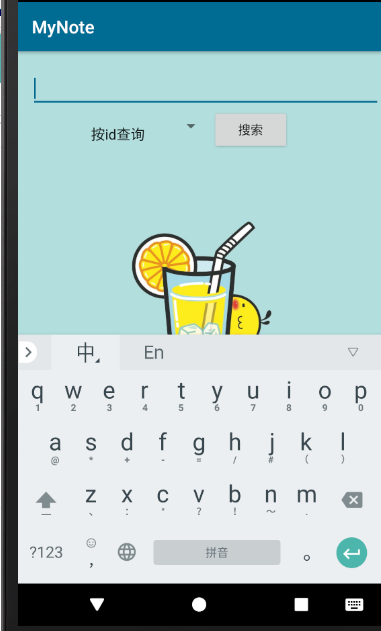 MyNote
按id查询
搜索
中 En
q w e r t y u i o p
1 2 3 4 5 6 7 8 9 0
a s d f g h j k l
@ * + - = / # ( )
z x c v b n m
、 : " ? ! ~ .
?123 , 拼音 。